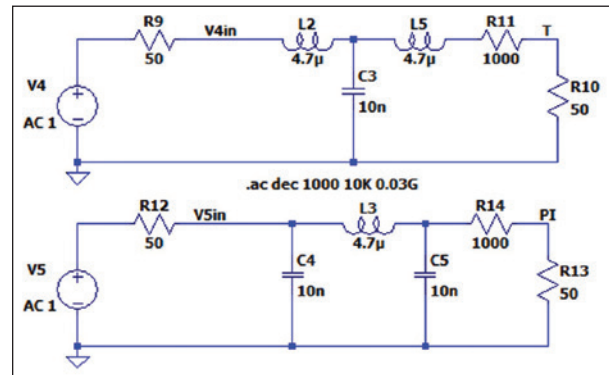 R9
50
V4in
L2
4.7µ
L5
4.7µ
R11
1000
T
V4
AC 1
C3
10n
R10
50
.ac dec 1000 10K 0.03G
R12
50
V5in
L3
4.7µ
R14
1000
PI
V5
AC 1
C4
10n
C5
10n
R13
50